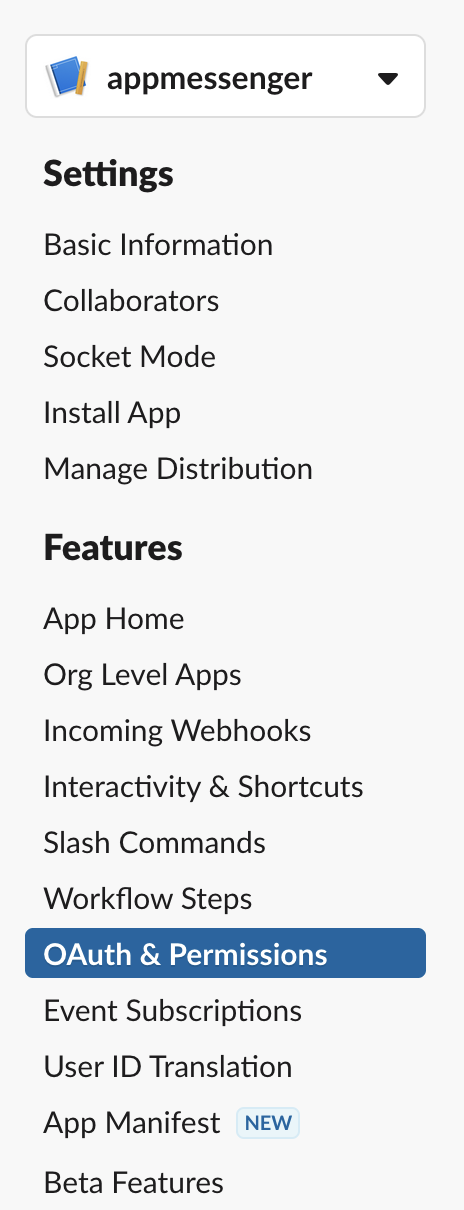 appmessenger
Settings
Basic Information
Collaborators
Socket Mode
Install App
Manage Distribution
Features
App Home
Org Level Apps
Incoming Webhooks
Interactivity & Shortcuts
Slash Commands
Workflow Steps
OAuth & Permissions
Event Subscriptions
User ID Translation
App Manifest NEW
Beta Features